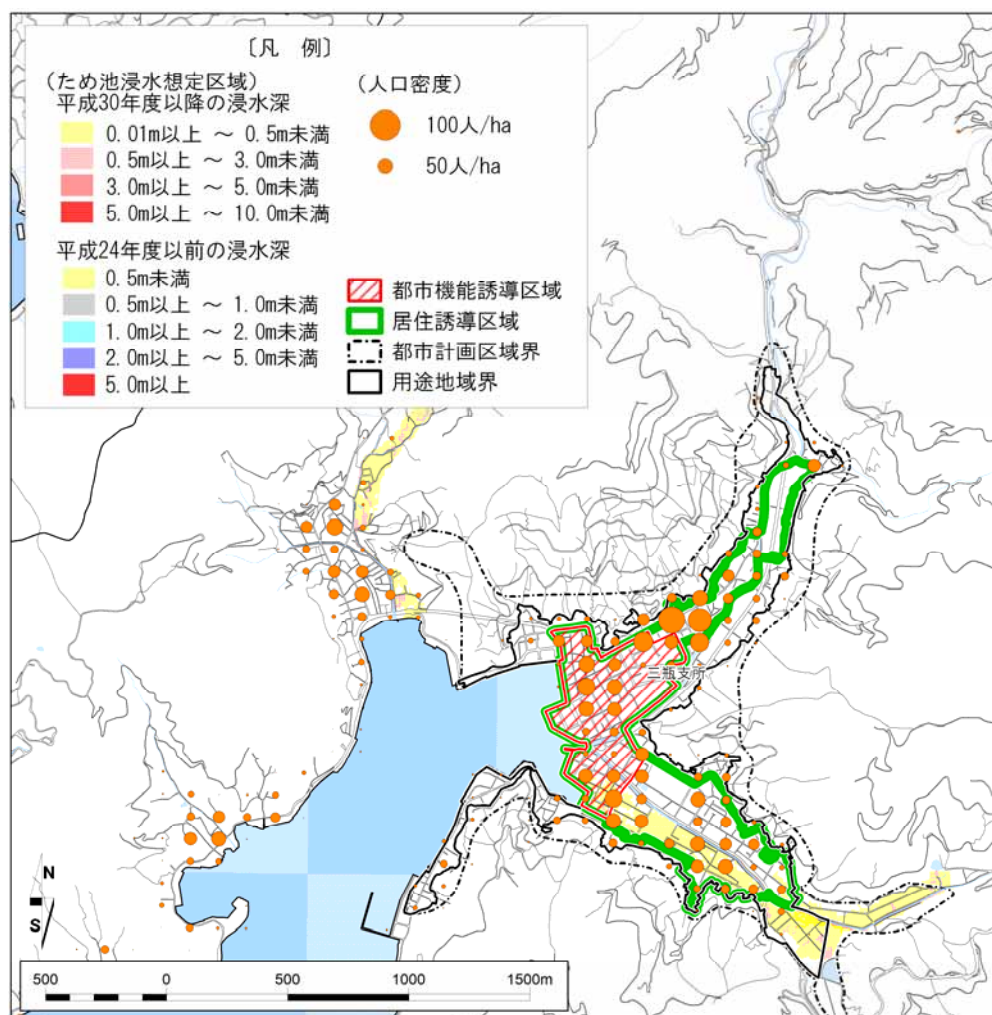 〔凡 例〕
(ため池浸水想定区域)
平成30年度以降の浸水深
0.01m以上 ～ 0.5m未満
0.5m以上 ～ 3.0m未満
3.0m以上 ～ 5.0m未満
5.0m以上 ～ 10.0m未満
平成24年度以前の浸水深
0.5m未満
0.5m以上 ～ 1.0m未満
1.0m以上 ～ 2.0m未満
2.0m以上 ～ 5.0m未満
5.0m以上
(人口密度)
100人/ha
50人/ha
都市機能誘導区域
居住誘導区域
都市計画区域界
用途地域界
三瓶支所
N
S
500 0 500 1000 1500m